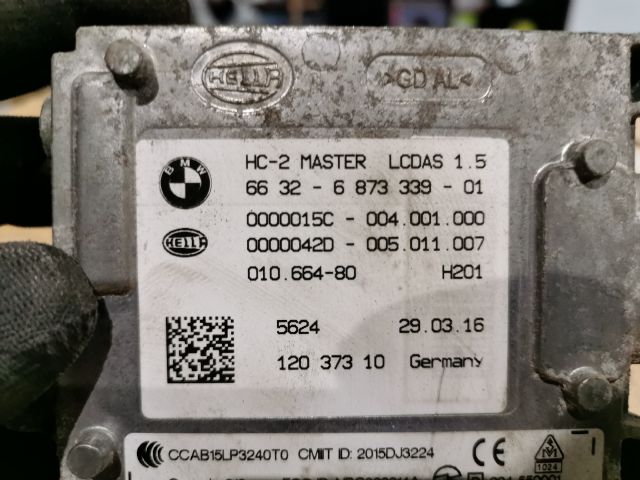 HELLA
>GD AL<
BMW
HC-2 MASTER LCDAS 1.5
66 32 - 6 873 339 - 01
0000015C - 004.001.000
HELLA
0000042D - 005.011.007
010.664-80 H201
5624 29.03.16
120 373 10 Germany
CCAB15LP3240T0 CMIIT ID: 2015DJ3224 CE
1024